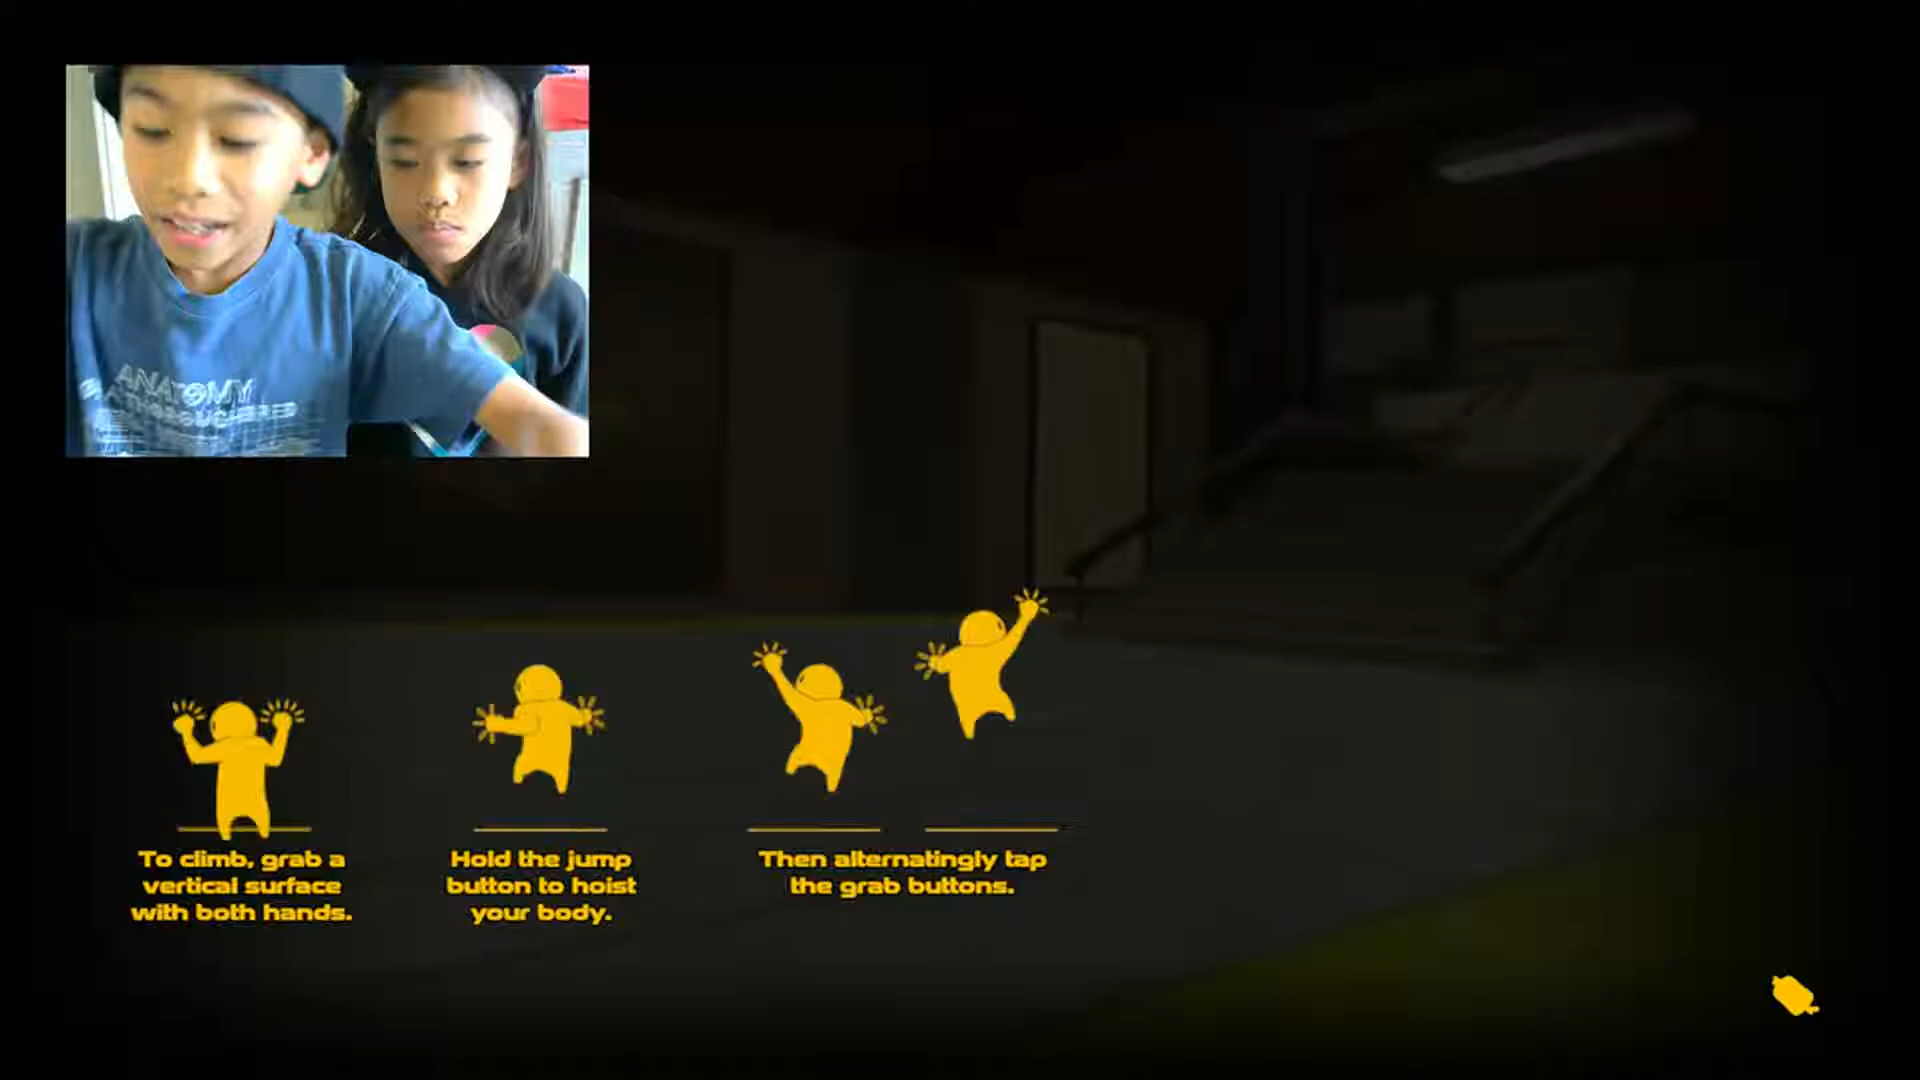 ANATOMY
To climb, grab a
vertical surface
with both hands.
Hold the jump
button to hoist
your body.
Then alternatingly tap
the grab buttons.